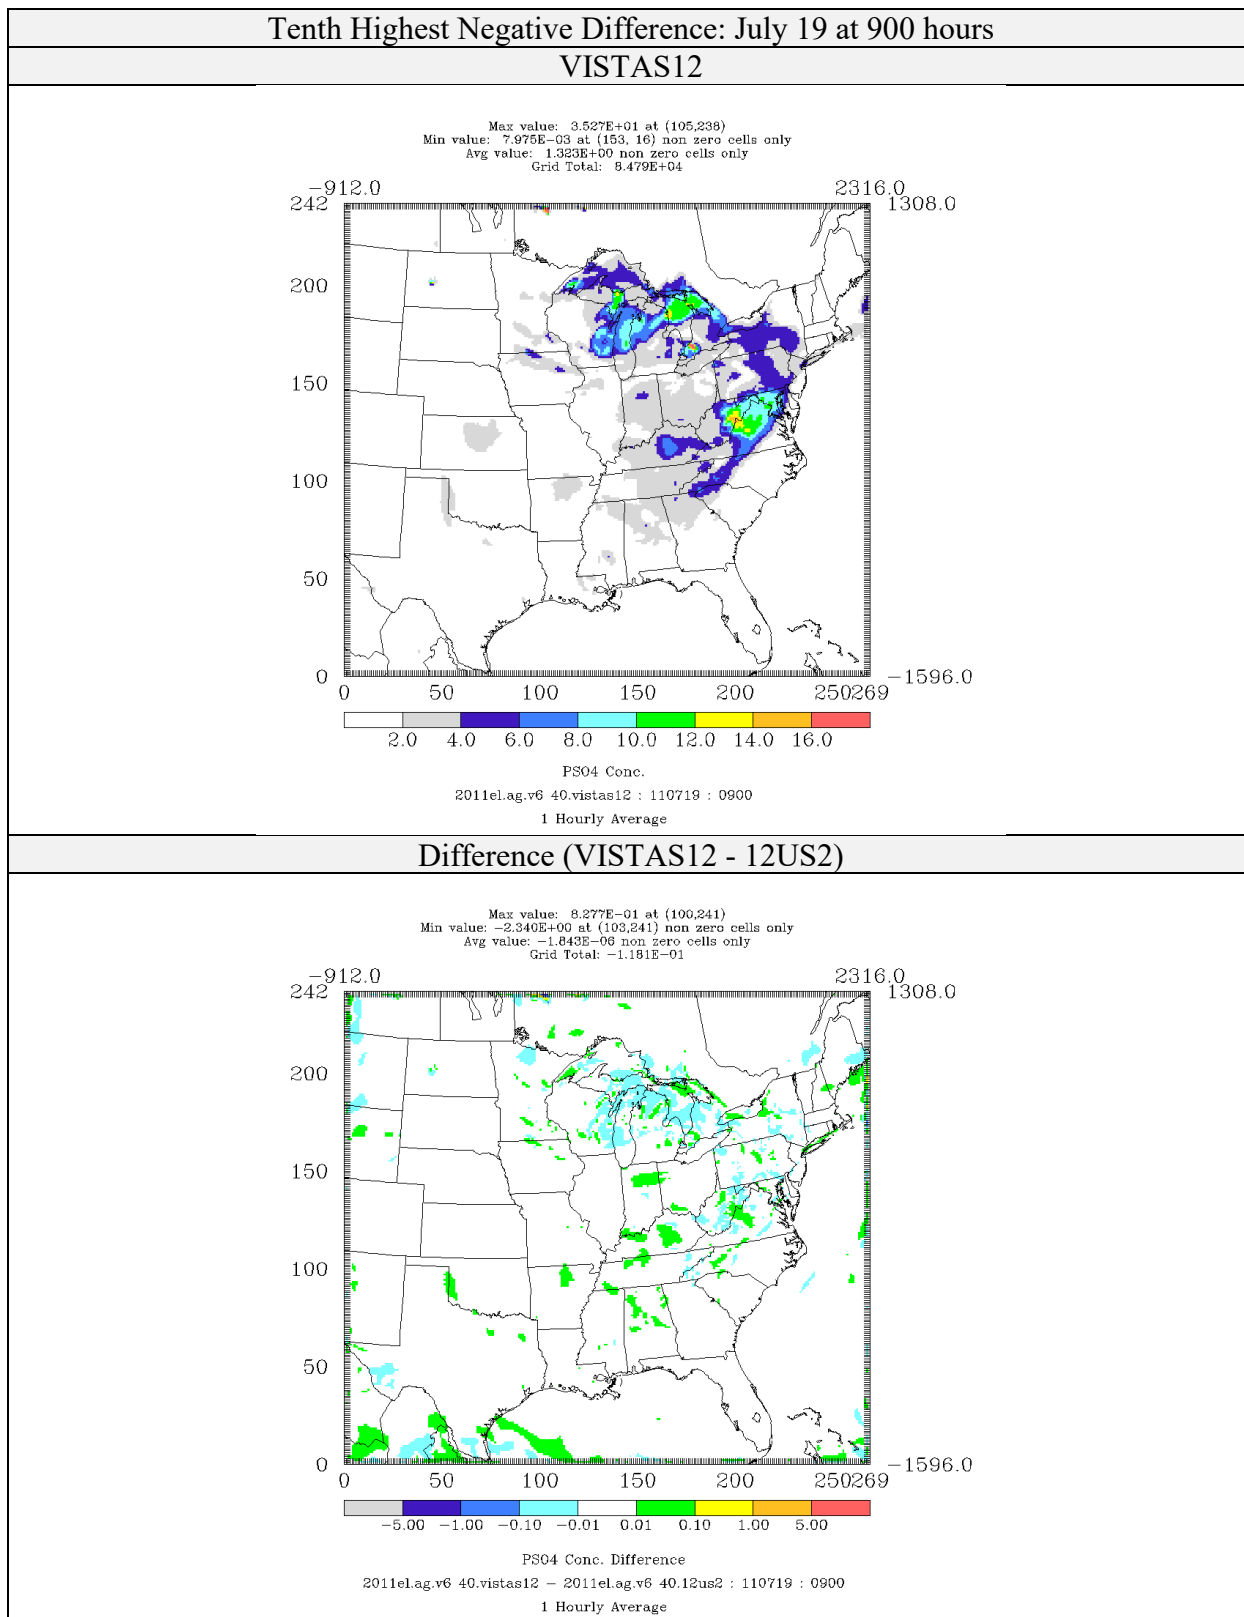 Tenth Highest Negative Difference: July 19 at 900 hours
VISTAS12
Max value: 3.527E+01 at (105,238)
Min value: 7.975E-03 at (153, 16) non zero cells only
Avg value: 1.323E+00 non zero cells only
Grid Total: 8.479E+04
-912.0 2316.0
242 1308.0
200
150
100
50
0 -1596.0
0 50 100 150 200 250269
2.0 4.0 6.0 8.0 10.0 12.0 14.0 16.0
PSO4 Conc.
2011el.ag.v6 40.vistas12 : 110719 : 0900
1 Hourly Average
Difference (VISTAS12 - 12US2)
Max value: 8.277E-01 at (100,241)
Min value: -2.340E+00 at (103,241) non zero cells only
Avg value: -1.843E-06 non zero cells only
Grid Total: -1.181E-01
-912.0 2316.0
242 1308.0
200
150
100
50
0 -1596.0
0 50 100 150 200 250269
-5.00 -1.00 -0.10 -0.01 0.01 0.10 1.00 5.00
PSO4 Conc. Difference
2011el.ag.v6 40.vistas12 - 2011el.ag.v6 40.12us2 : 110719 : 0900
1 Hourly Average